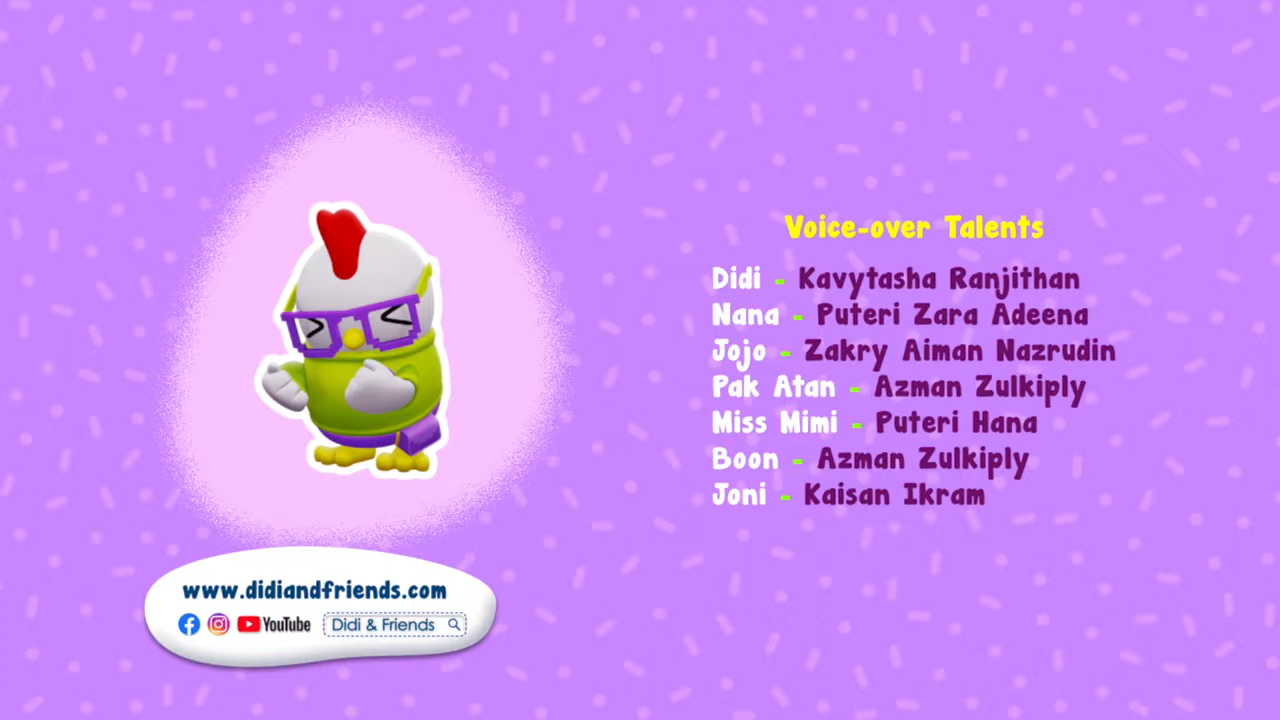 Voice-over Talents
Didi - Kavytasha Ranjithan
Nana - Puteri Zara Adeena
Jojo - Zakry Aiman Nazrudin
Pak Atan - Azman Zulkiply
Miss Mimi - Puteri Hana
Boon - Azman Zulkiply
Joni - Kaisan Ikram
www.didiandfriends.com
YouTube Didi & Friends